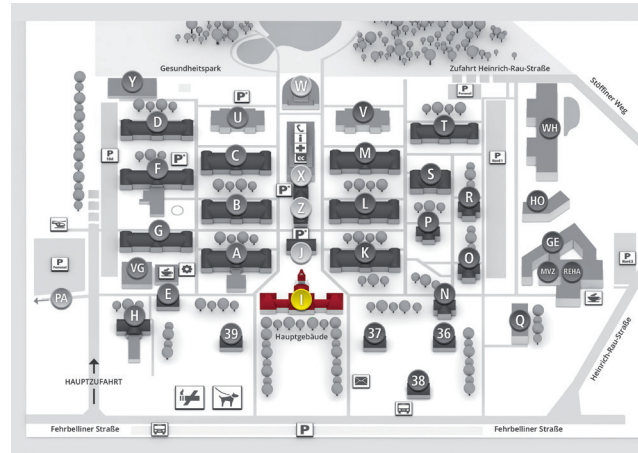 Gesundheitspark
Zufahrt Heinrich-Rau-Straße
Stöffiner Weg
Y
W
P
D
U
V
T
WH
P
F
C
i
ec
M
S
X
P
R
HO
B
Z
L
P
G
A
P
J
K
O
GE
MVZ
REHA
VG
E
PA
P
I
N
H
39
Hauptgebäude
37
36
Q
38
HAUPTZUFAHRT
Heinrich-Rau-Straße
Fehrbelliner Straße
P
Fehrbelliner Straße